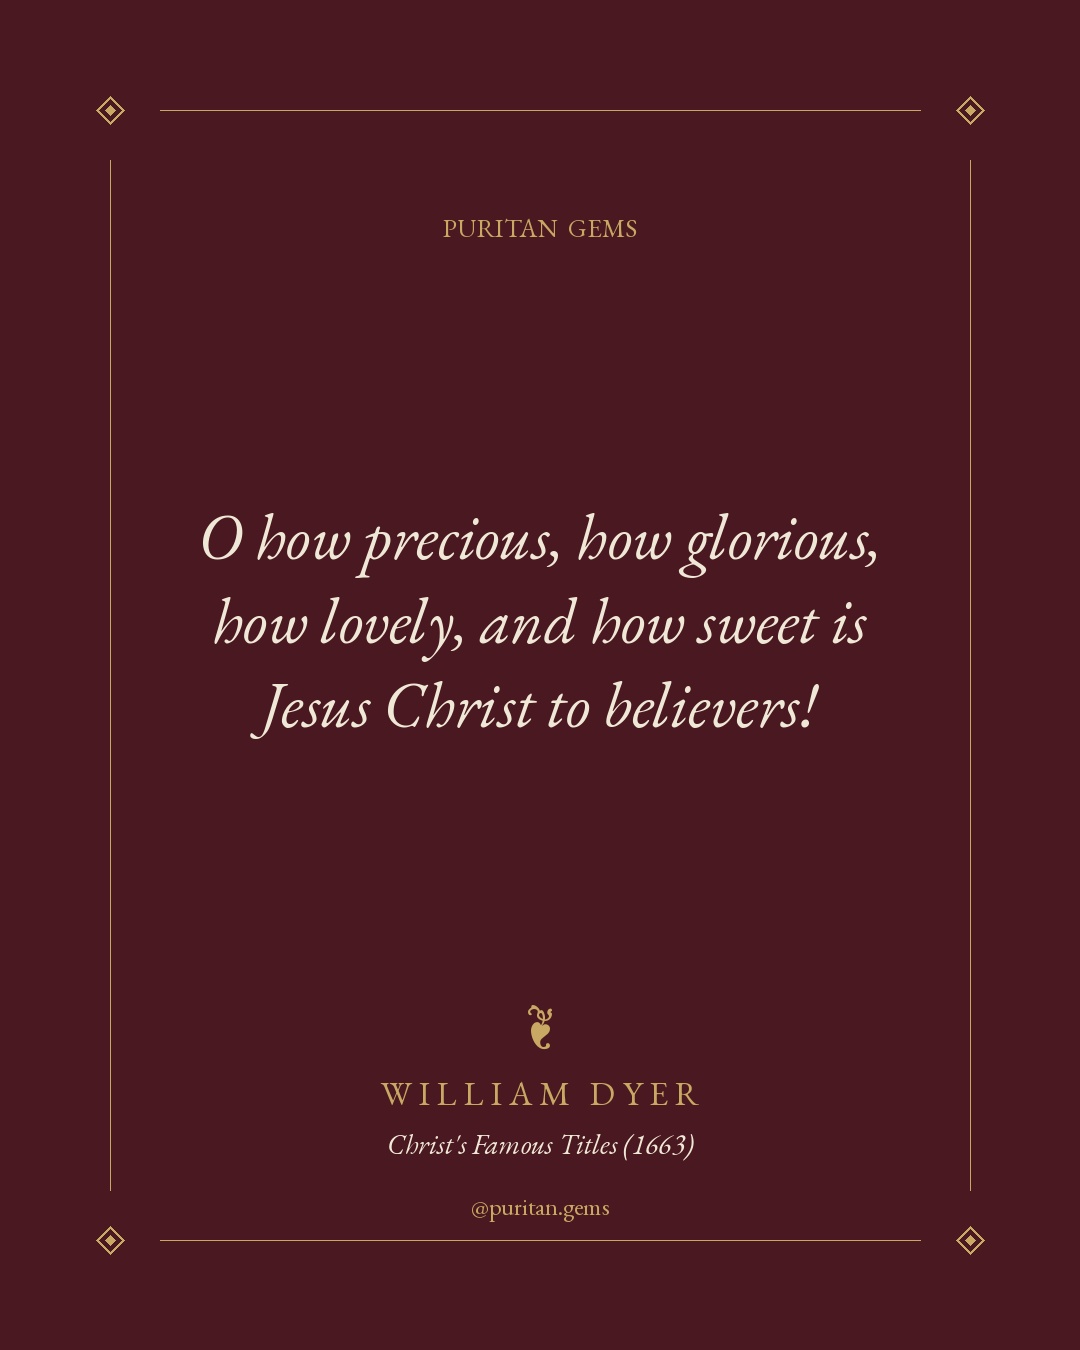 PURITAN GEMS
O how precious, how glorious,
how lovely, and how sweet is
Jesus Christ to believers!
WILLIAM DYER
Christ's Famous Titles (1663)
@puritan.gems